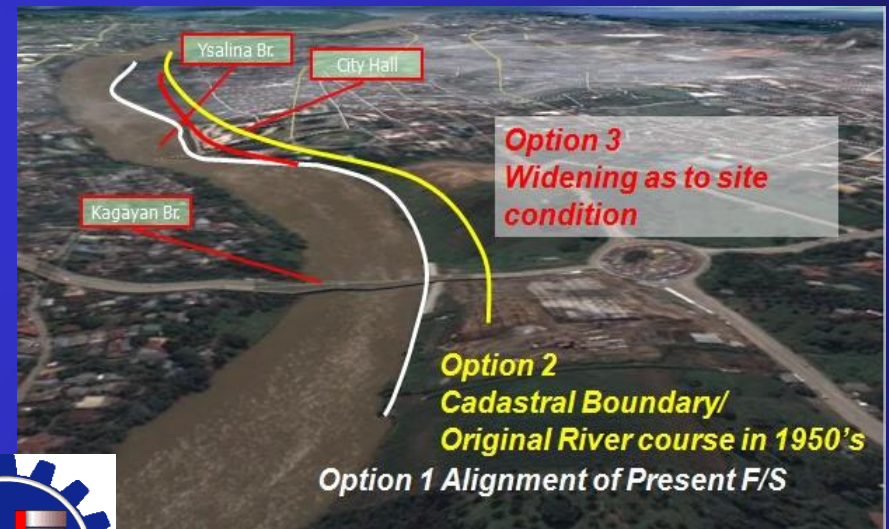 Ysalina Br.
City Hall
Option 3
Widening as to site
condition
Kagayan Br.
Option 2
Cadastral Boundary/
Original River course in 1950's
Option 1 Alignment of Present F/S